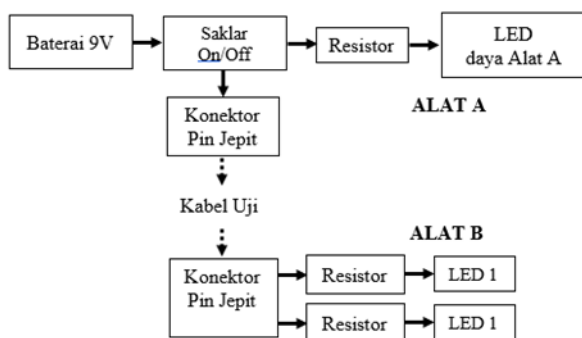 Baterai 9V
Saklar
On/Off
Resistor
LED
daya Alat A
ALAT A
Konektor
Pin Jepit
Kabel Uji
ALAT B
Konektor
Pin Jepit
Resistor
LED 1
Resistor
LED 1